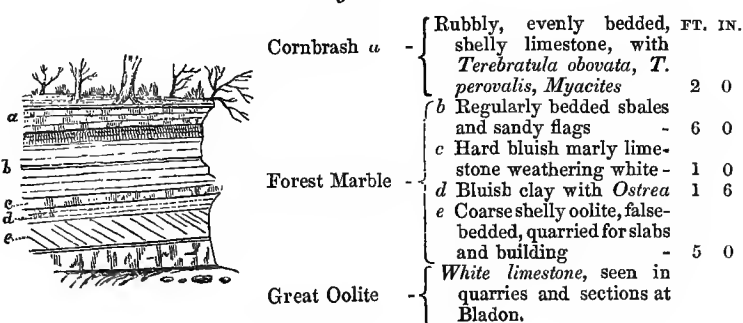 Rubbly, evenly bedded, FT. IN.
Cornbrash a - shelly limestone, with
Terebratula obovata, T.
perovalis, Myacites 2 0
b Regularly bedded shales
and sandy flags - 6 0
c Hard bluish marly lime-
stone weathering white - 1 0
Forest Marble - d Bluish clay with Ostrea 1 6
e Coarse shelly oolite, false-
bedded, quarried for slabs
and building - 5 0
Great Oolite - White limestone, seen in
quarries and sections at
Bladon.
a
b
c
d
e